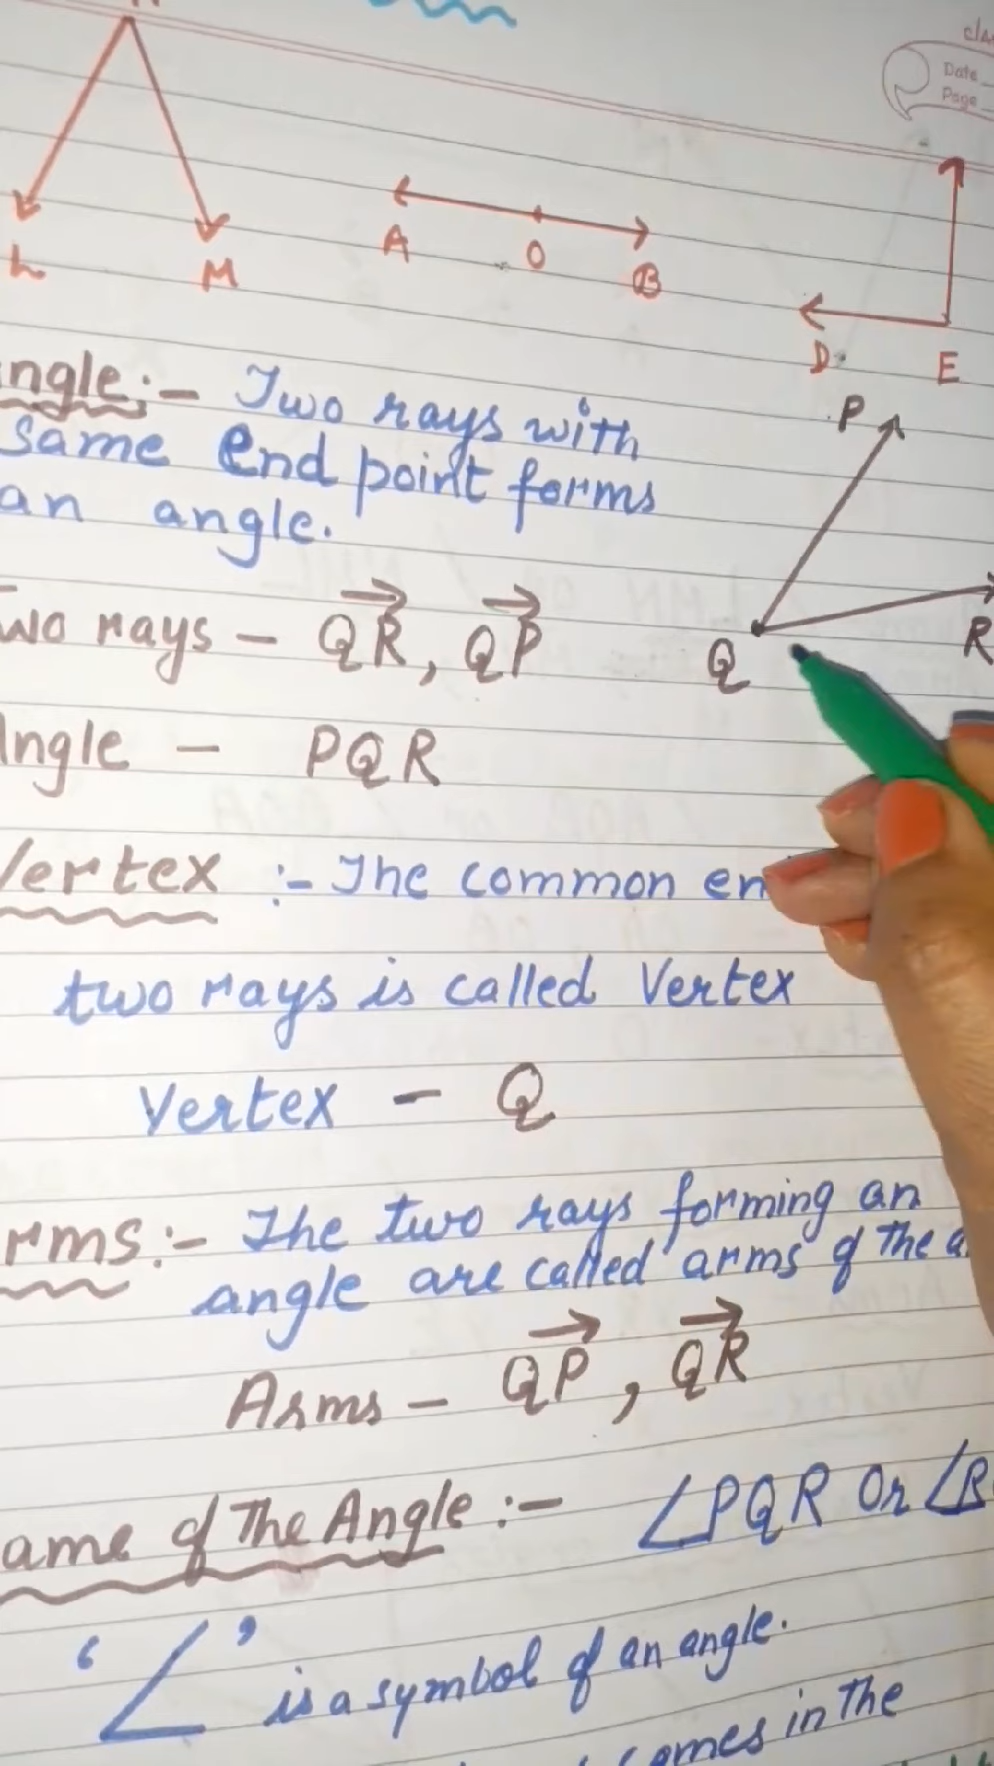 Date
Page
L M A O B D E
ngle:- Two rays with
same end point forms
an angle.
P
Q R
wo rays - QR, QP
Angle - PQR
Vertex :- The common en
two rays is called Vertex
Vertex - Q
rms:- The two rays forming an
angle are called arms of the a
Arms - QP, QR
ame of The Angle :- ∠PQR Or ∠
'∠' is a symbol of an angle.
comes in the